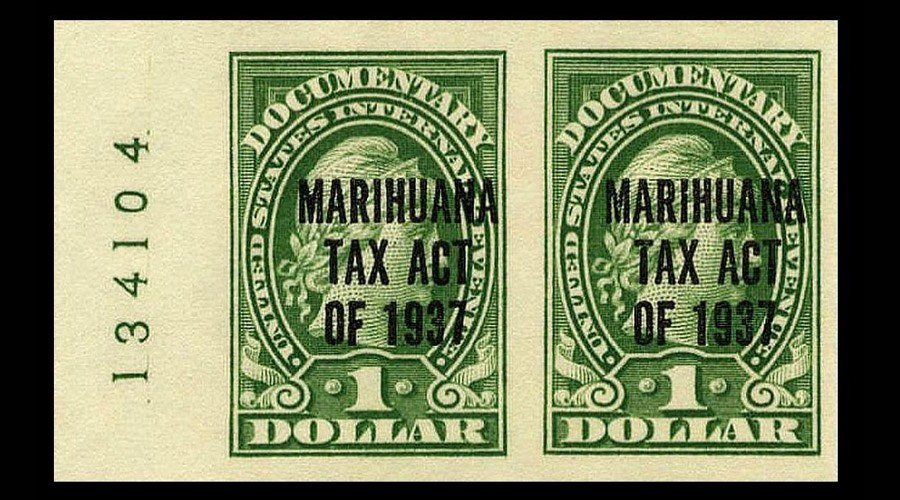 134104
DOCUMENTARY
UNITED STATES INTERNAL REVENUE
MARIHUANA
TAX ACT
OF 1937
1
DOLLAR
DOCUMENTARY
UNITED STATES INTERNAL REVENUE
MARIHUANA
TAX ACT
OF 1937
1
DOLLAR